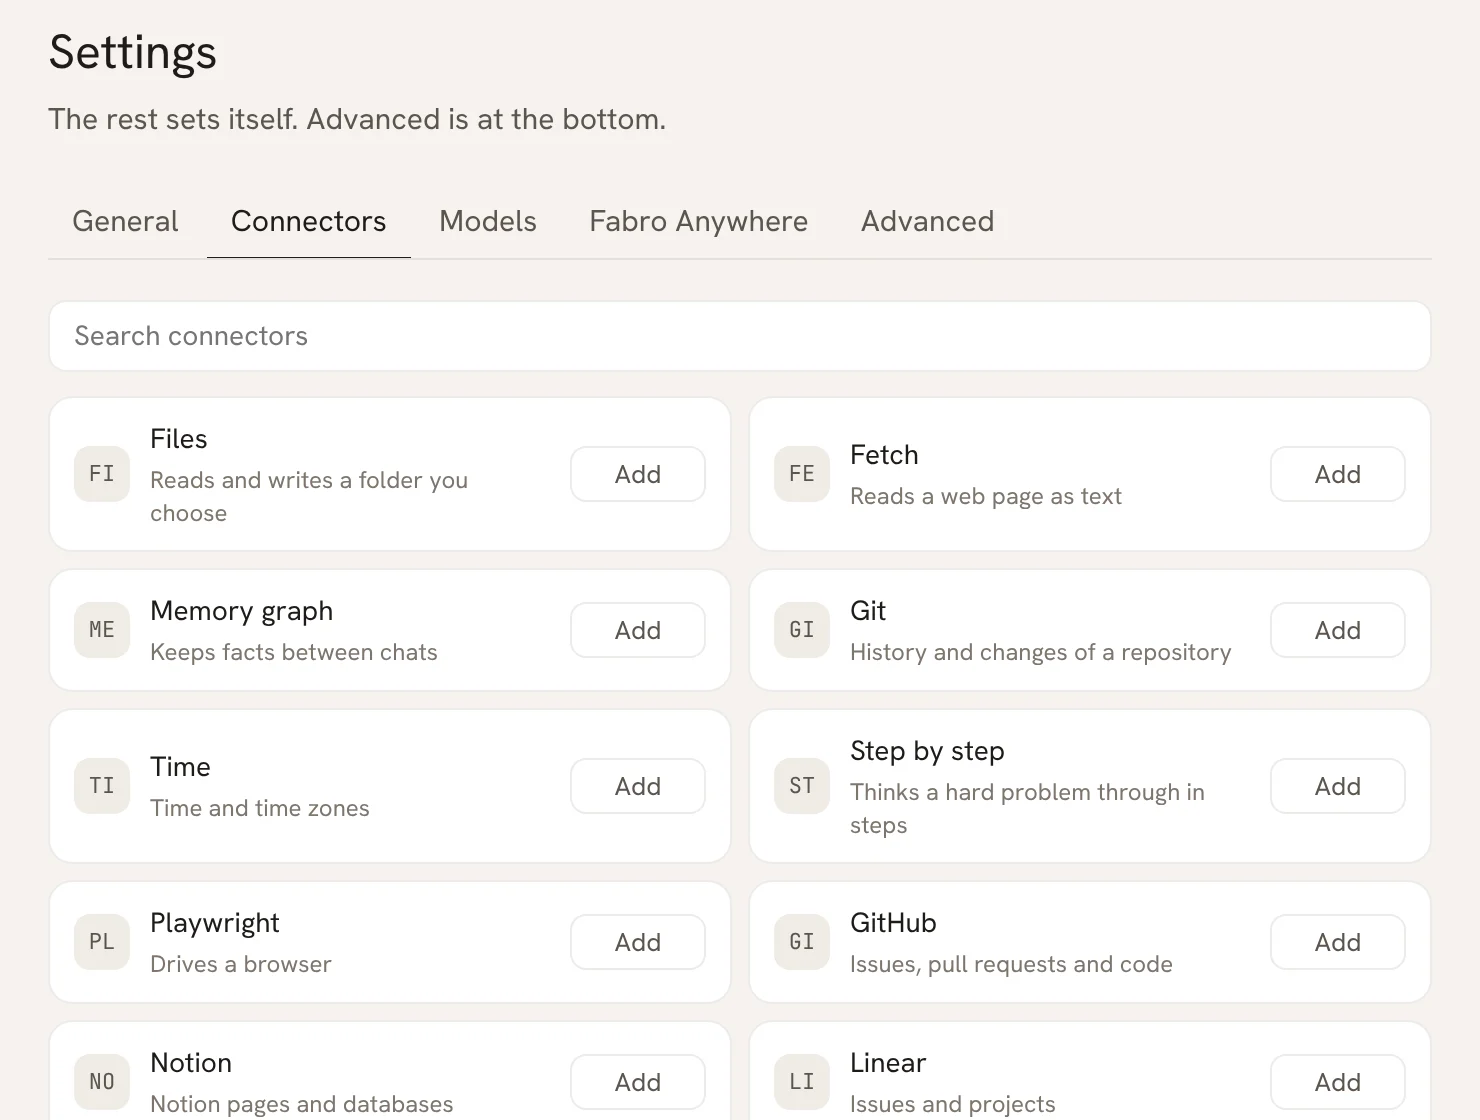 Settings
The rest sets itself. Advanced is at the bottom.
General Connectors Models Fabro Anywhere Advanced
Search connectors
FI
Files
Reads and writes a folder you
choose
Add
FE
Fetch
Reads a web page as text
Add
ME
Memory graph
Keeps facts between chats
Add
GI
Git
History and changes of a repository
Add
TI
Time
Time and time zones
Add
ST
Step by step
Thinks a hard problem through in
steps
Add
PL
Playwright
Drives a browser
Add
GI
GitHub
Issues, pull requests and code
Add
NO
Notion
Notion pages and databases
Add
LI
Linear
Issues and projects
Add